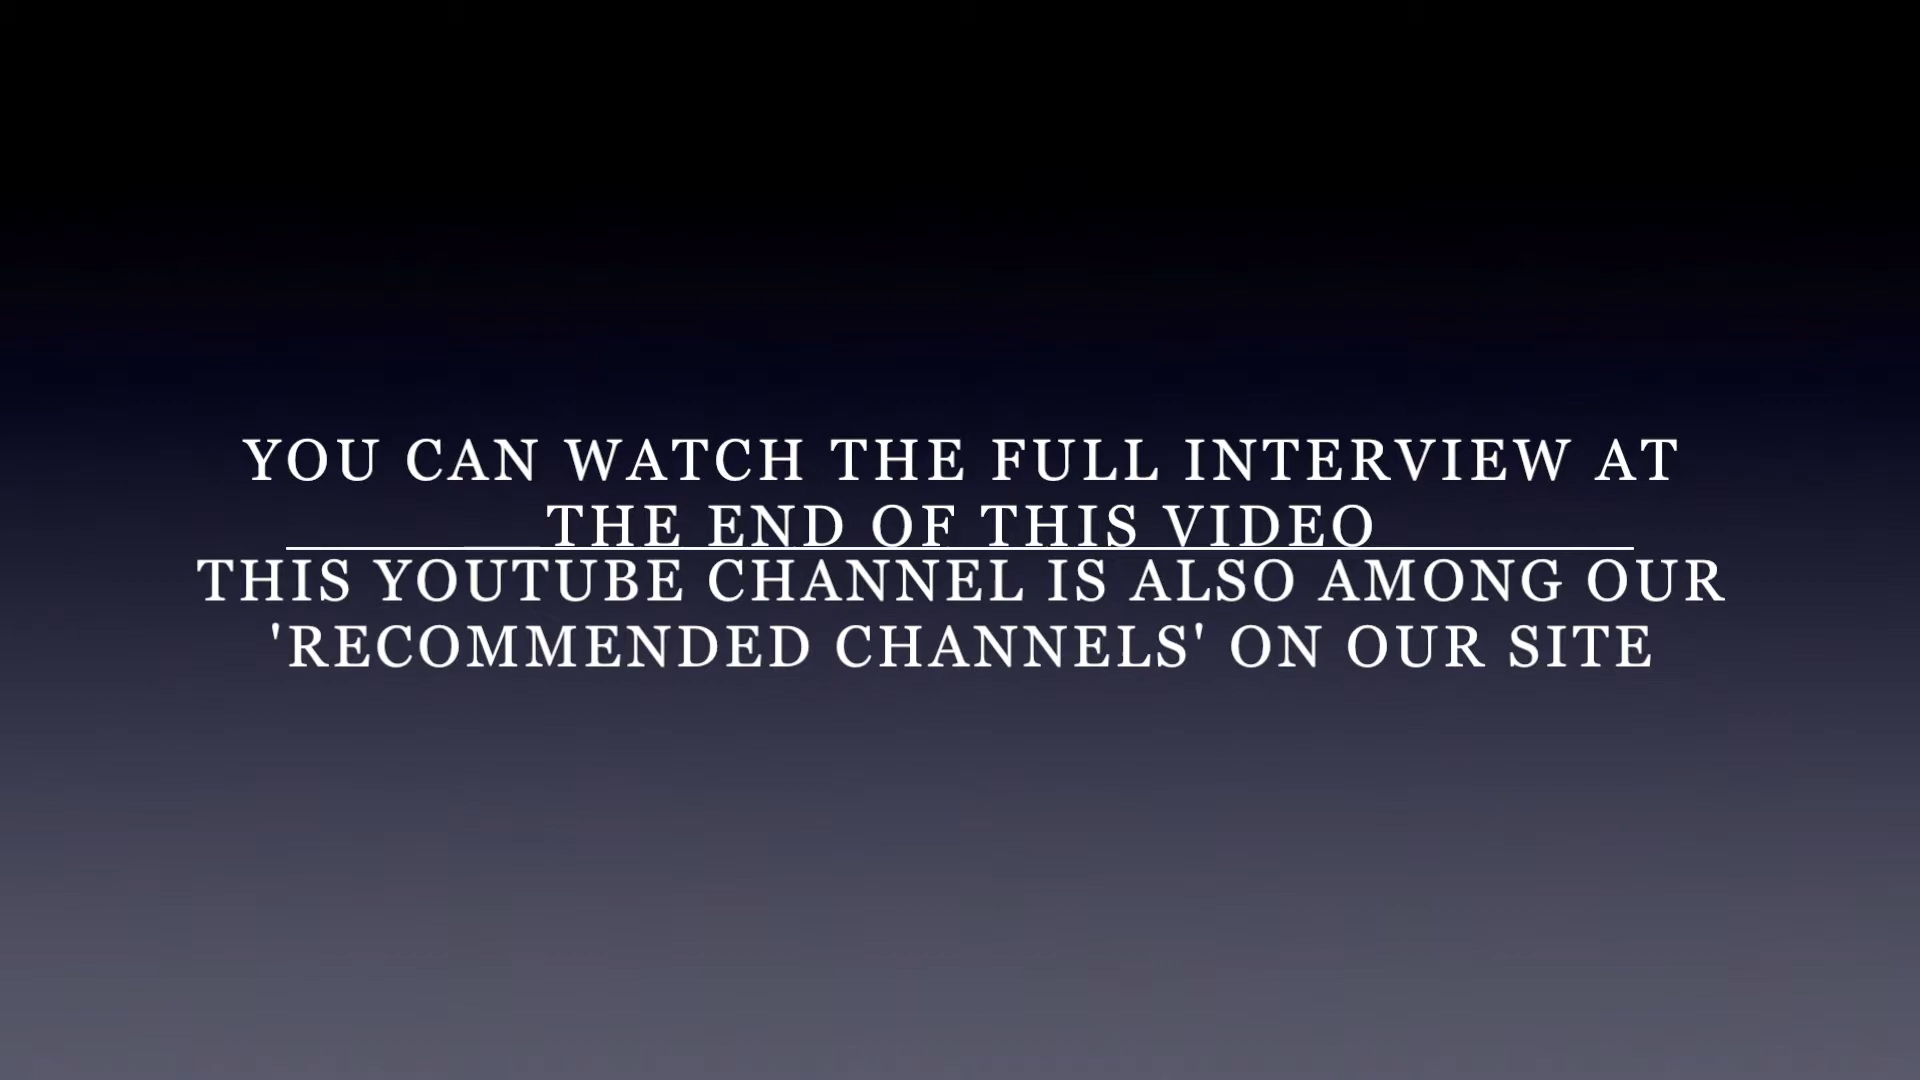 YOU CAN WATCH THE FULL INTERVIEW AT
THE END OF THIS VIDEO
THIS YOUTUBE CHANNEL IS ALSO AMONG OUR
'RECOMMENDED CHANNELS' ON OUR SITE